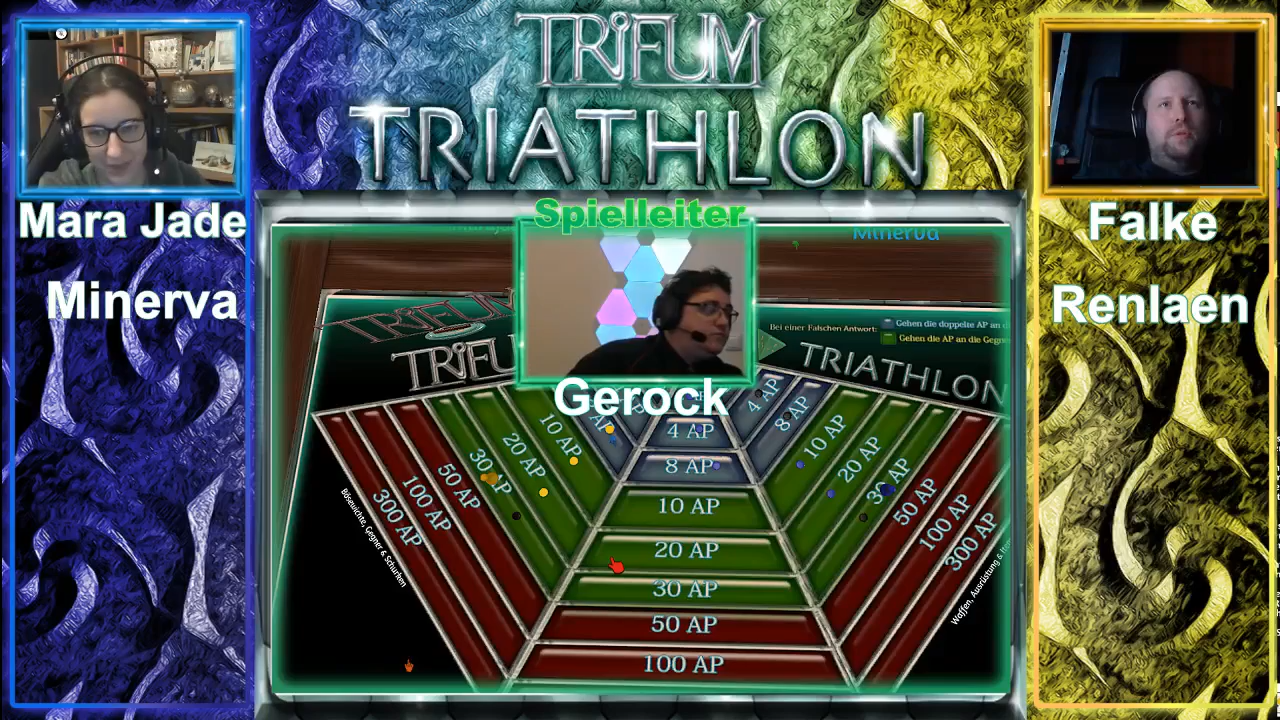 TRiFUM
TRIATHLON
Mara Jade
Minerva
Falke
Renlaen
Spielleiter
Gerock
Minerva
Bei einer Falschen Antwort:
Gehen die doppelte AP an
Gehen die AP an die
TRIATHLON
10 AP
20 AP
30 AP
50 AP
100 AP
300 AP
Bösewichte, Gegner & Schurken
4 AP
8 AP
10 AP
20 AP
30 AP
50 AP
100 AP
4 AP
8 AP
10 AP
20 AP
30 AP
50 AP
100 AP
300 AP
Waffen, Ausrüstung &